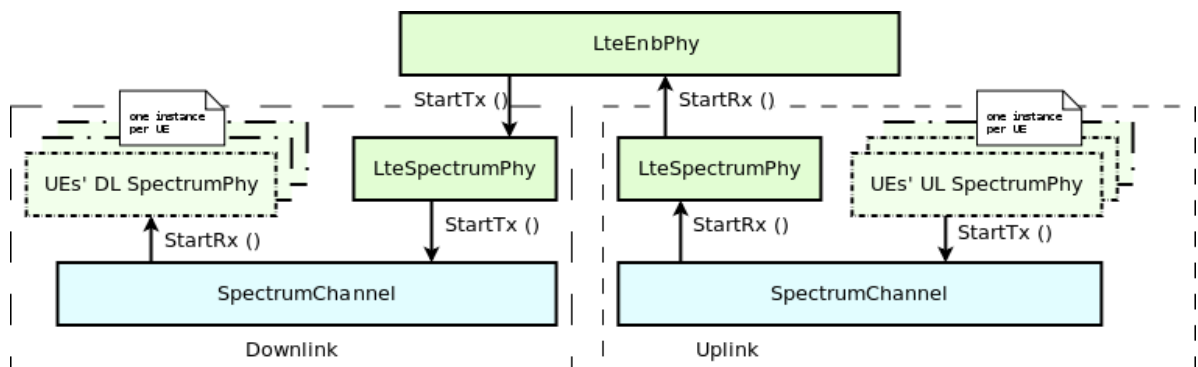 LteEnbPhy
StartTx ()
StartRx ()
one instance
per UE
one instance
per UE
UEs' DL SpectrumPhy
LteSpectrumPhy
LteSpectrumPhy
UEs' UL SpectrumPhy
StartRx ()
StartTx ()
StartRx ()
StartTx ()
SpectrumChannel
SpectrumChannel
Downlink
Uplink